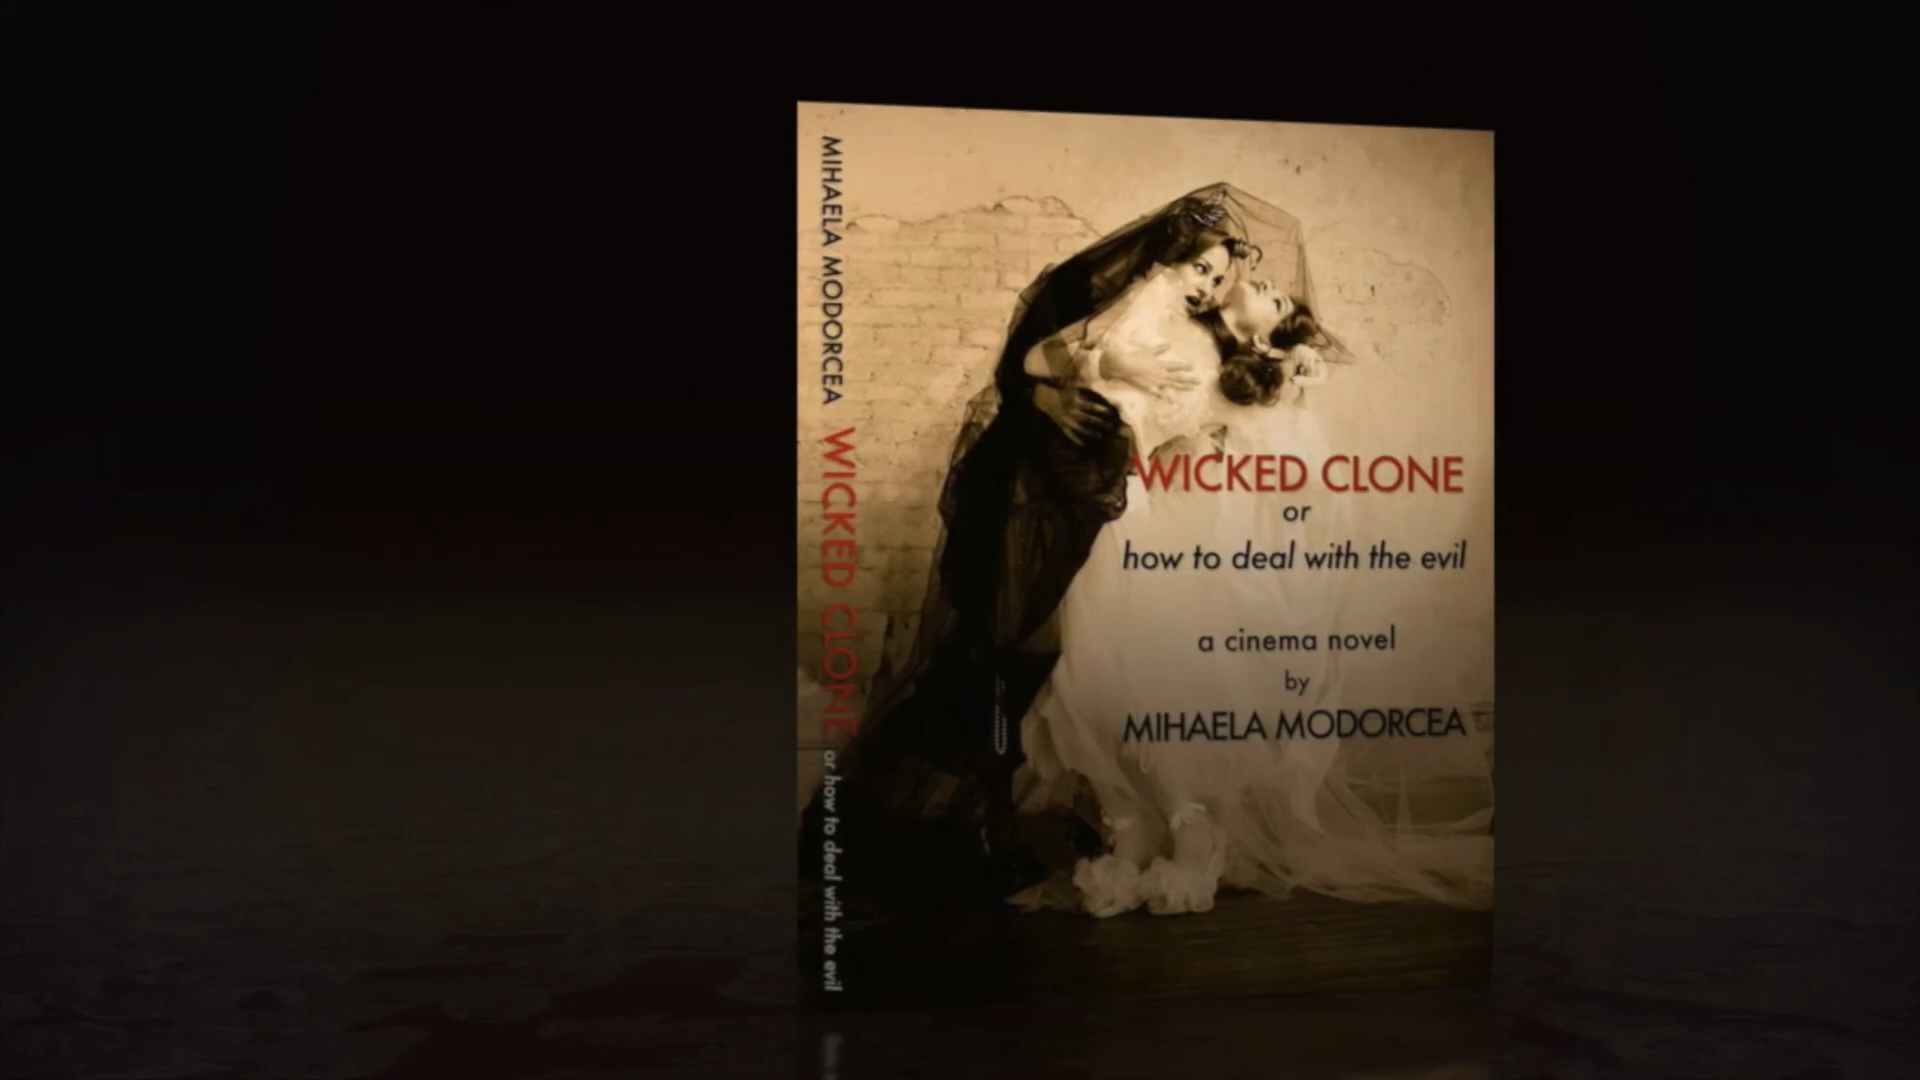 MIHAELA MODORCEA WICKED CLONE or how to deal with the evil
WICKED CLONE
or
how to deal with the evil
a cinema novel
by
MIHAELA MODORCEA